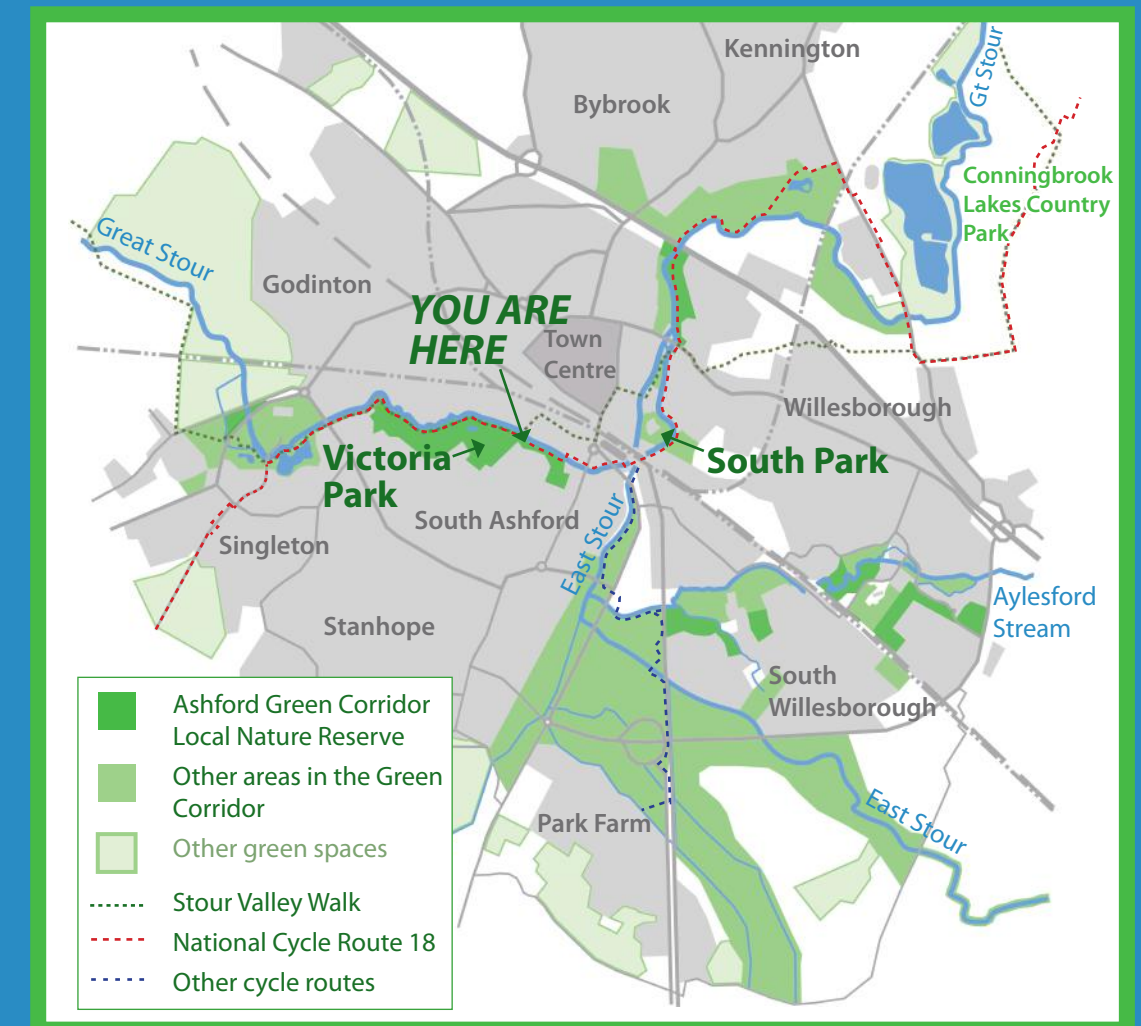 Kennington
Bybrook
Gt Stour
Conningbrook
Lakes Country
Park
Great Stour
Godinton
YOU ARE
HERE
Town
Centre
Willesborough
Victoria
Park
South Park
South Ashford
Singleton
East Stour
Aylesford
Stream
Stanhope
South
Willesborough
East Stour
Park Farm
Ashford Green Corridor
Local Nature Reserve
Other areas in the Green
Corridor
Other green spaces
Stour Valley Walk
National Cycle Route 18
Other cycle routes